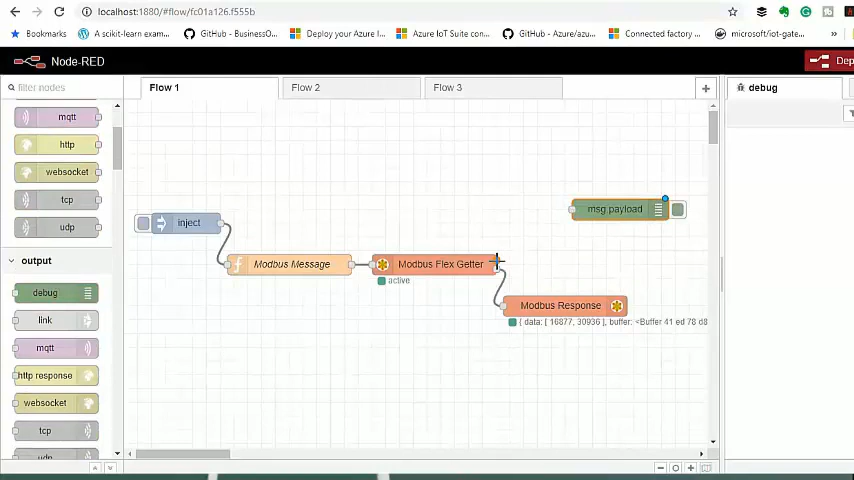 localhost:1880/#flow/fc01a126.f555b
Bookmarks
A scikit-learn exam...
GitHub - BusinessO...
Deploy your Azure I...
Azure IoT Suite con...
GitHub - Azure/azu...
Connected factory ...
microsoft/iot-gate...
»
Node-RED
Dep
filter nodes
Flow 1
Flow 2
Flow 3
debug
mqtt
http
websocket
tcp
udp
output
debug
link
mqtt
http response
websocket
tcp
udp
inject
Modbus Message
Modbus Flex Getter
active
msg.payload
Modbus Response
{ data: [ 16877, 30936 ], buffer: <Buffer 41 ed 78 d8